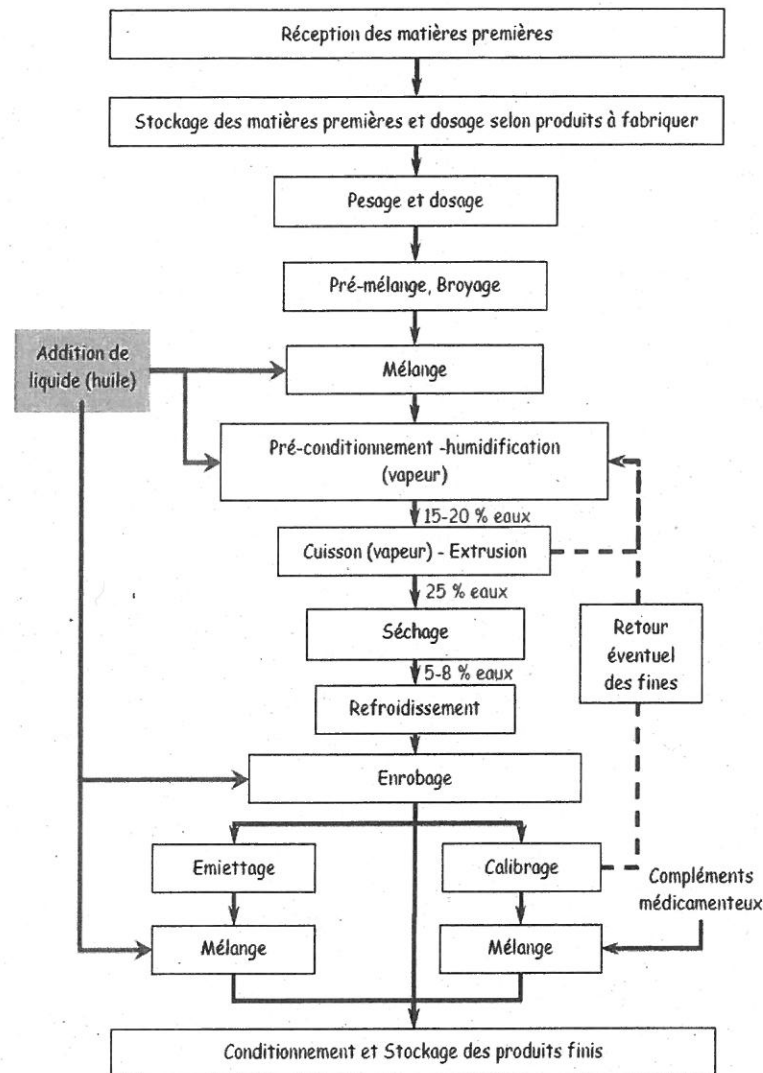 Réception des matières premières
Stockage des matières premières et dosage selon produits à fabriquer
Pesage et dosage
Pré-mélange, Broyage
Addition de
liquide (huile)
Mélange
Pré-conditionnement -humidification
(vapeur)
15-20 % eaux
Cuisson (vapeur) - Extrusion
25 % eaux
Séchage
Retour
éventuel
des fines
5-8 % eaux
Refroidissement
Enrobage
Emiettage
Calibrage
Compléments
médicamenteux
Mélange
Mélange
Conditionnement et Stockage des produits finis